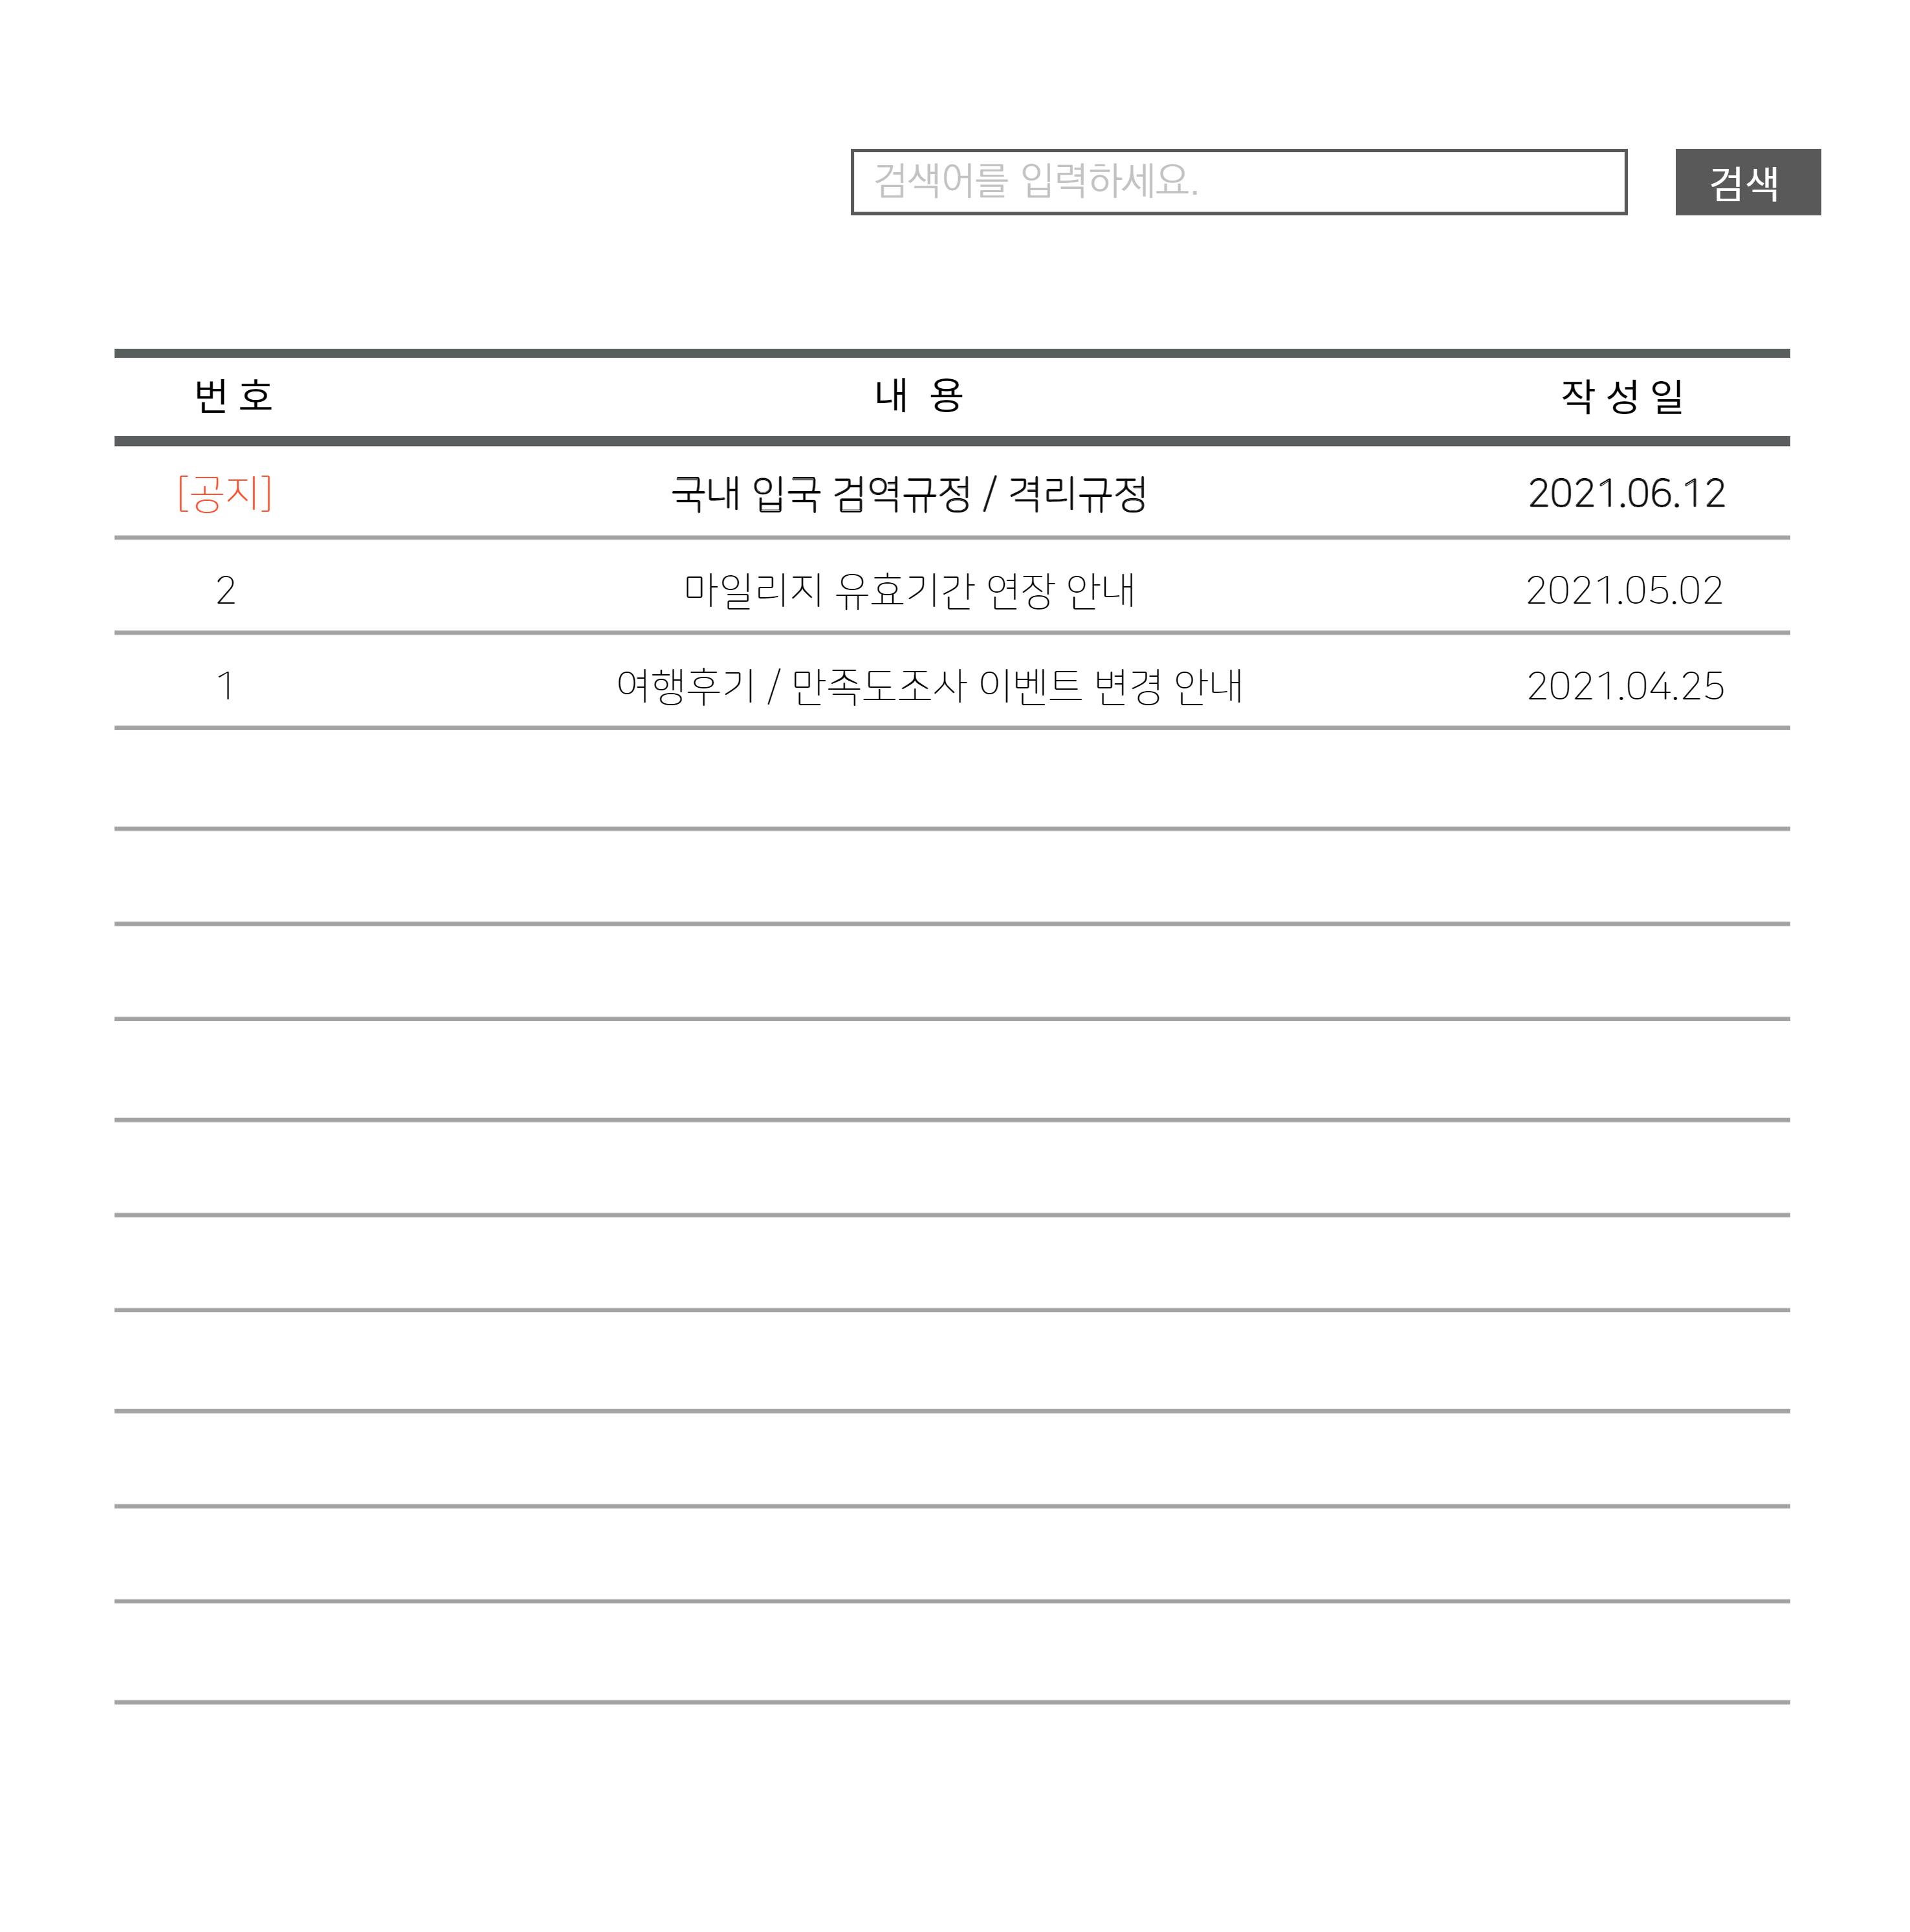 검색어를 입력하세요. 검색
번 호 내 용 작 성 일
[공지] 국내 입국 검역규정 / 격리규정 2021.06.12
2 마일리지 유효기간 연장 안내 2021.05.02
1 여행후기 / 만족도조사 이벤트 변경 안내 2021.04.25